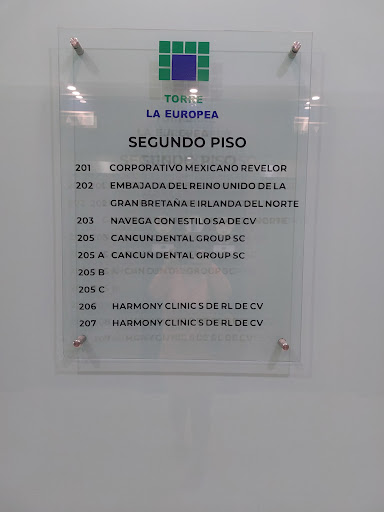 TORRE
LA EUROPEA
SEGUNDO PISO
201 CORPORATIVO MEXICANO REVELOR
202 EMBAJADA DEL REINO UNIDO DE LA
GRAN BRETAÑA E IRLANDA DEL NORTE
203 NAVEGA CON ESTILO SA DE CV
205 CANCUN DENTAL GROUP SC
205 A CANCUN DENTAL GROUP SC
205 B
205 C
206 HARMONY CLINIC S DE RL DE CV
207 HARMONY CLINIC S DE RL DE CV